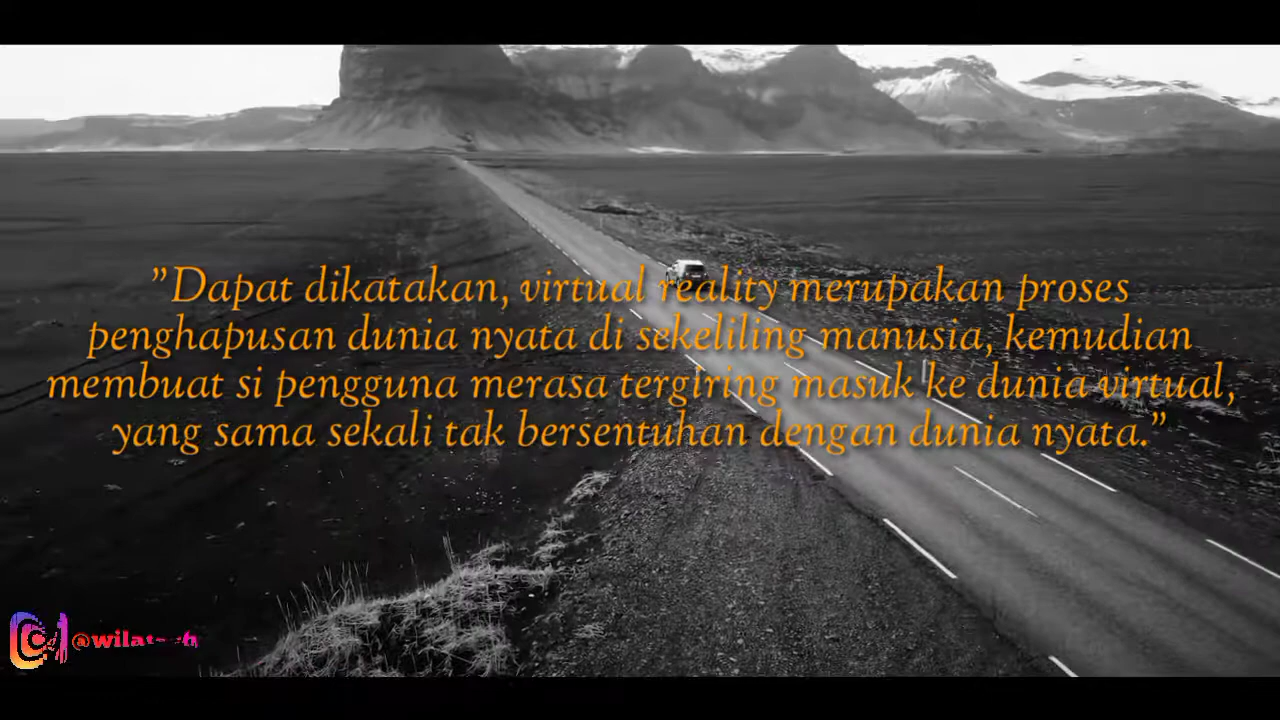 "Dapat dikatakan, virtual reality merupakan proses
penghapusan dunia nyata di sekeliling manusia, kemudian
membuat si pengguna merasa tergiring masuk ke dunia virtual,
yang sama sekali tak bersentuhan dengan dunia nyata."